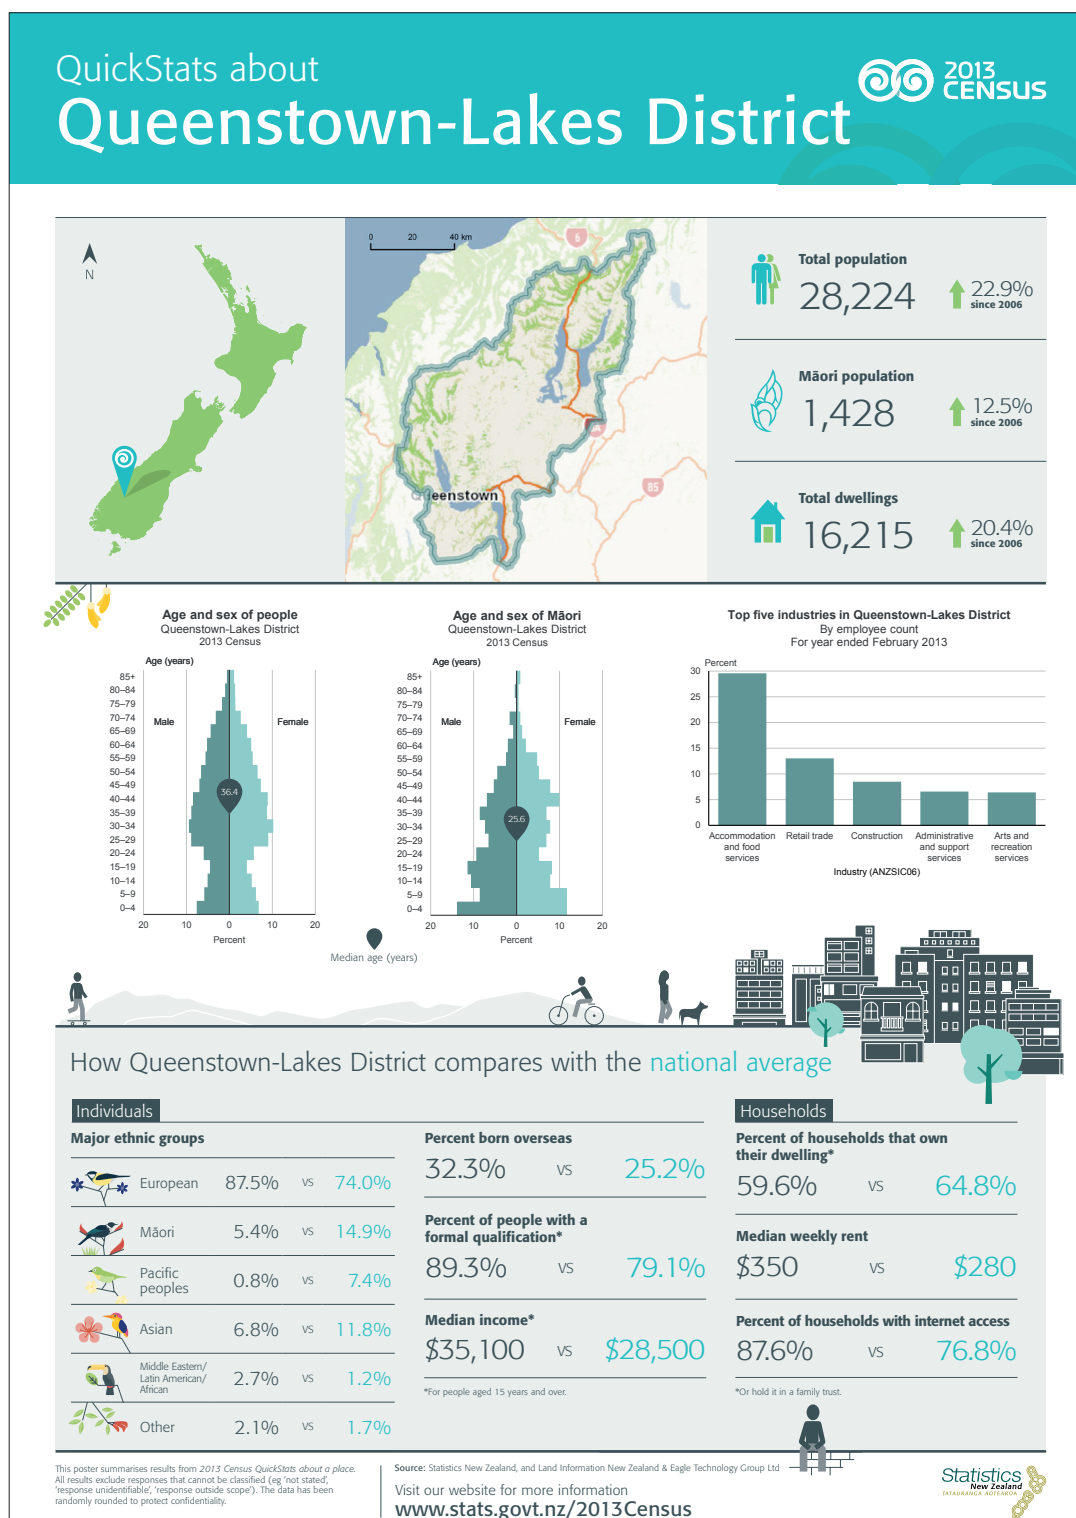 QuickStats about
Queenstown-Lakes District
2013
CENSUS
N
0 20 40 km
6
85
Queenstown
Total population
28,224
22.9%
since 2006
Māori population
1,428
12.5%
since 2006
Total dwellings
16,215
20.4%
since 2006
Age and sex of people
Queenstown-Lakes District
2013 Census
Age (years)
85+
80–84
75–79
70–74
65–69
60–64
55–59
50–54
45–49
40–44
35–39
30–34
25–29
20–24
15–19
10–14
5–9
0–4
Male
Female
36.4
20 10 0 10 20
Percent
Age and sex of Māori
Queenstown-Lakes District
2013 Census
Age (years)
85+
80–84
75–79
70–74
65–69
60–64
55–59
50–54
45–49
40–44
35–39
30–34
25–29
20–24
15–19
10–14
5–9
0–4
Male
Female
25.6
20 10 0 10 20
Percent
Median age (years)
Top five industries in Queenstown-Lakes District
By employee count
For year ended February 2013
Percent
30
25
20
15
10
5
0
Accommodation
and food
services
Retail trade
Construction
Administrative
and support
services
Arts and
recreation
services
Industry (ANZSIC06)
How Queenstown-Lakes District compares with the national average
Individuals
Major ethnic groups
European 87.5% VS 74.0%
Māori 5.4% VS 14.9%
Pacific
peoples 0.8% VS 7.4%
Asian 6.8% VS 11.8%
Middle Eastern/
Latin American/
African
2.7% VS 1.2%
Other 2.1% VS 1.7%
Percent born overseas
32.3% VS 25.2%
Percent of people with a
formal qualification*
89.3% VS 79.1%
Median income*
$35,100 VS $28,500
*For people aged 15 years and over.
Households
Percent of households that own
their dwelling*
59.6% VS 64.8%
Median weekly rent
$350 VS $280
Percent of households with internet access
87.6% VS 76.8%
*Or hold it in a family trust.
This poster summarises results from 2013 Census QuickStats about a place.
All results exclude responses that cannot be classified (eg 'not stated',
'response unidentifiable', 'response outside scope'). The data has been
randomly rounded to protect confidentiality.
Source: Statistics New Zealand, and Land Information New Zealand & Eagle Technology Group Ltd
Visit our website for more information
www.stats.govt.nz/2013Census
Statistics
New Zealand
TATAURANGA AOTEAROA